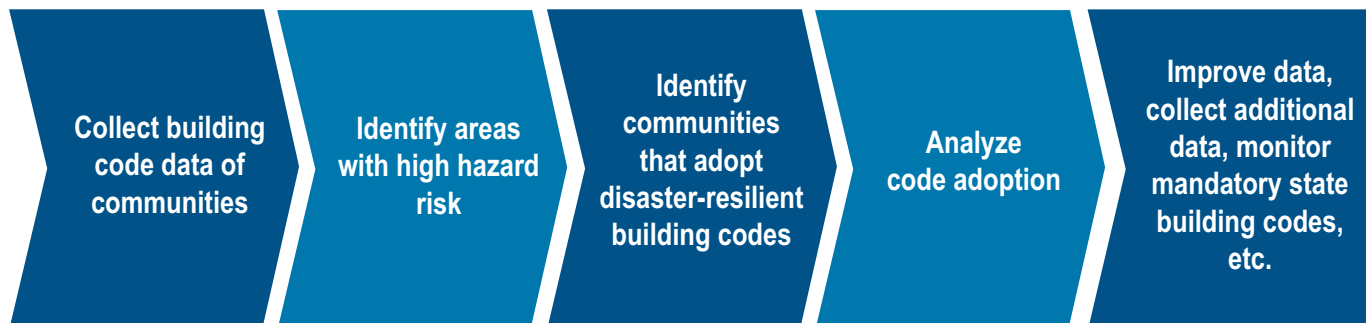 Collect building
code data of
communities
Identify areas
with high hazard
risk
Identify
communities
that adopt
disaster-resilient
building codes
Analyze
code adoption
Improve data,
collect additional
data, monitor
mandatory state
building codes,
etc.